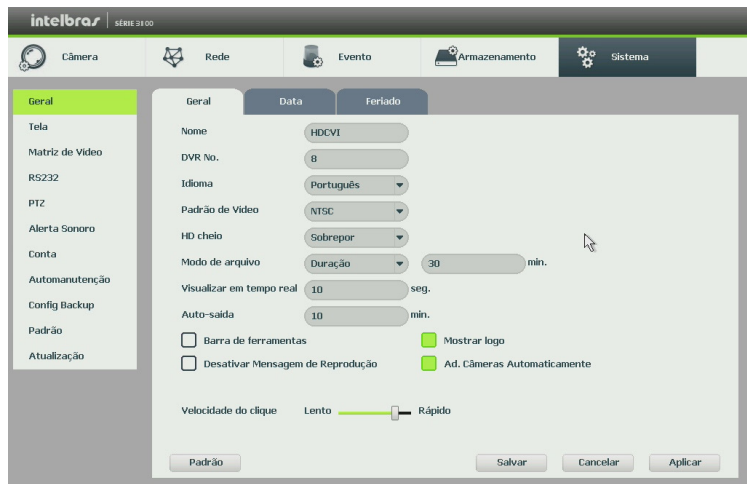 intelbras SÉRIE 3100
Câmera Rede Evento Armazenamento Sistema
Geral
Tela
Matriz de Vídeo
RS232
PTZ
Alerta Sonoro
Conta
Automanutenção
Config Backup
Padrão
Atualização
Geral Data Feriado
Nome HDCVI
DVR No. 8
Idioma Português
Padrão de Vídeo NTSC
HD cheio Sobrepor
Modo de arquivo Duração 30 min.
Visualizar em tempo real 10 seg.
Auto-saída 10 min.
Barra de ferramentas Mostrar logo
Desativar Mensagem de Reprodução Ad. Câmeras Automaticamente
Velocidade do clique Lento Rápido
Padrão Salvar Cancelar Aplicar